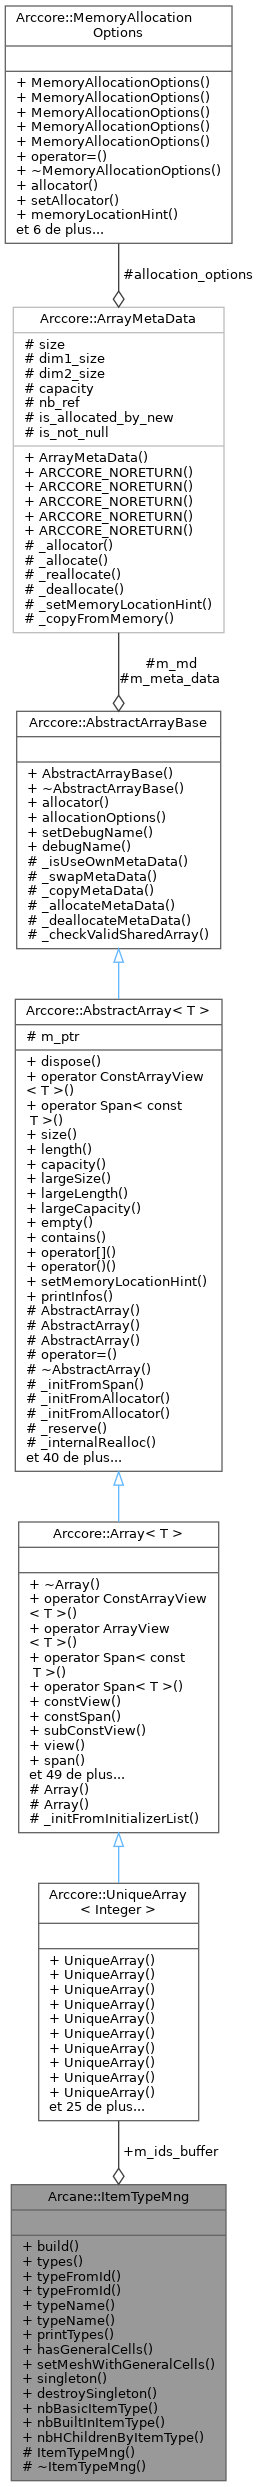 Arccore::MemoryAllocation
Options
+ MemoryAllocationOptions()
+ MemoryAllocationOptions()
+ MemoryAllocationOptions()
+ MemoryAllocationOptions()
+ MemoryAllocationOptions()
+ operator=()
+ ~MemoryAllocationOptions()
+ allocator()
+ setAllocator()
+ memoryLocationHint()
et 6 de plus...
#allocation_options
Arccore::ArrayMetaData
# size
# dim1_size
# dim2_size
# capacity
# nb_ref
# is_allocated_by_new
# is_not_null
+ ArrayMetaData()
+ ARCCORE_NORETURN()
+ ARCCORE_NORETURN()
+ ARCCORE_NORETURN()
+ ARCCORE_NORETURN()
+ ARCCORE_NORETURN()
# _allocator()
# _allocate()
# _reallocate()
# _deallocate()
# _setMemoryLocationHint()
# _copyFromMemory()
#m_md
#m_meta_data
Arccore::AbstractArrayBase
+ AbstractArrayBase()
+ ~AbstractArrayBase()
+ allocator()
+ allocationOptions()
+ setDebugName()
+ debugName()
# _isUseOwnMetaData()
# _swapMetaData()
# _copyMetaData()
# _allocateMetaData()
# _deallocateMetaData()
# _checkValidSharedArray()
Arccore::AbstractArray< T >
# m_ptr
+ dispose()
+ operator ConstArrayView
< T >()
+ operator Span< const
T >()
+ size()
+ length()
+ capacity()
+ largeSize()
+ largeLength()
+ largeCapacity()
+ empty()
+ contains()
+ operator[]()
+ operator()()
+ setMemoryLocationHint()
+ printInfos()
# AbstractArray()
# AbstractArray()
# AbstractArray()
# operator=()
# ~AbstractArray()
# _initFromSpan()
# _initFromAllocator()
# _initFromAllocator()
# _reserve()
# _internalRealloc()
et 40 de plus...
Arccore::Array< T >
+ ~Array()
+ operator ConstArrayView
< T >()
+ operator ArrayView
< T >()
+ operator Span< const
T >()
+ operator Span< T >()
+ constView()
+ constSpan()
+ subConstView()
+ view()
+ span()
et 49 de plus...
# Array()
# Array()
# _initFromInitializerList()
Arccore::UniqueArray
< Integer >
+ UniqueArray()
+ UniqueArray()
+ UniqueArray()
+ UniqueArray()
+ UniqueArray()
+ UniqueArray()
+ UniqueArray()
+ UniqueArray()
+ UniqueArray()
+ UniqueArray()
et 25 de plus...
+m_ids_buffer
Arcane::ItemTypeMng
+ build()
+ types()
+ typeFromId()
+ typeFromId()
+ typeName()
+ typeName()
+ printTypes()
+ hasGeneralCells()
+ setMeshWithGeneralCells()
+ singleton()
+ destroySingleton()
+ nbBasicItemType()
+ nbBuiltInItemType()
+ nbHChildrenByItemType()
# ItemTypeMng()
# ~ItemTypeMng()